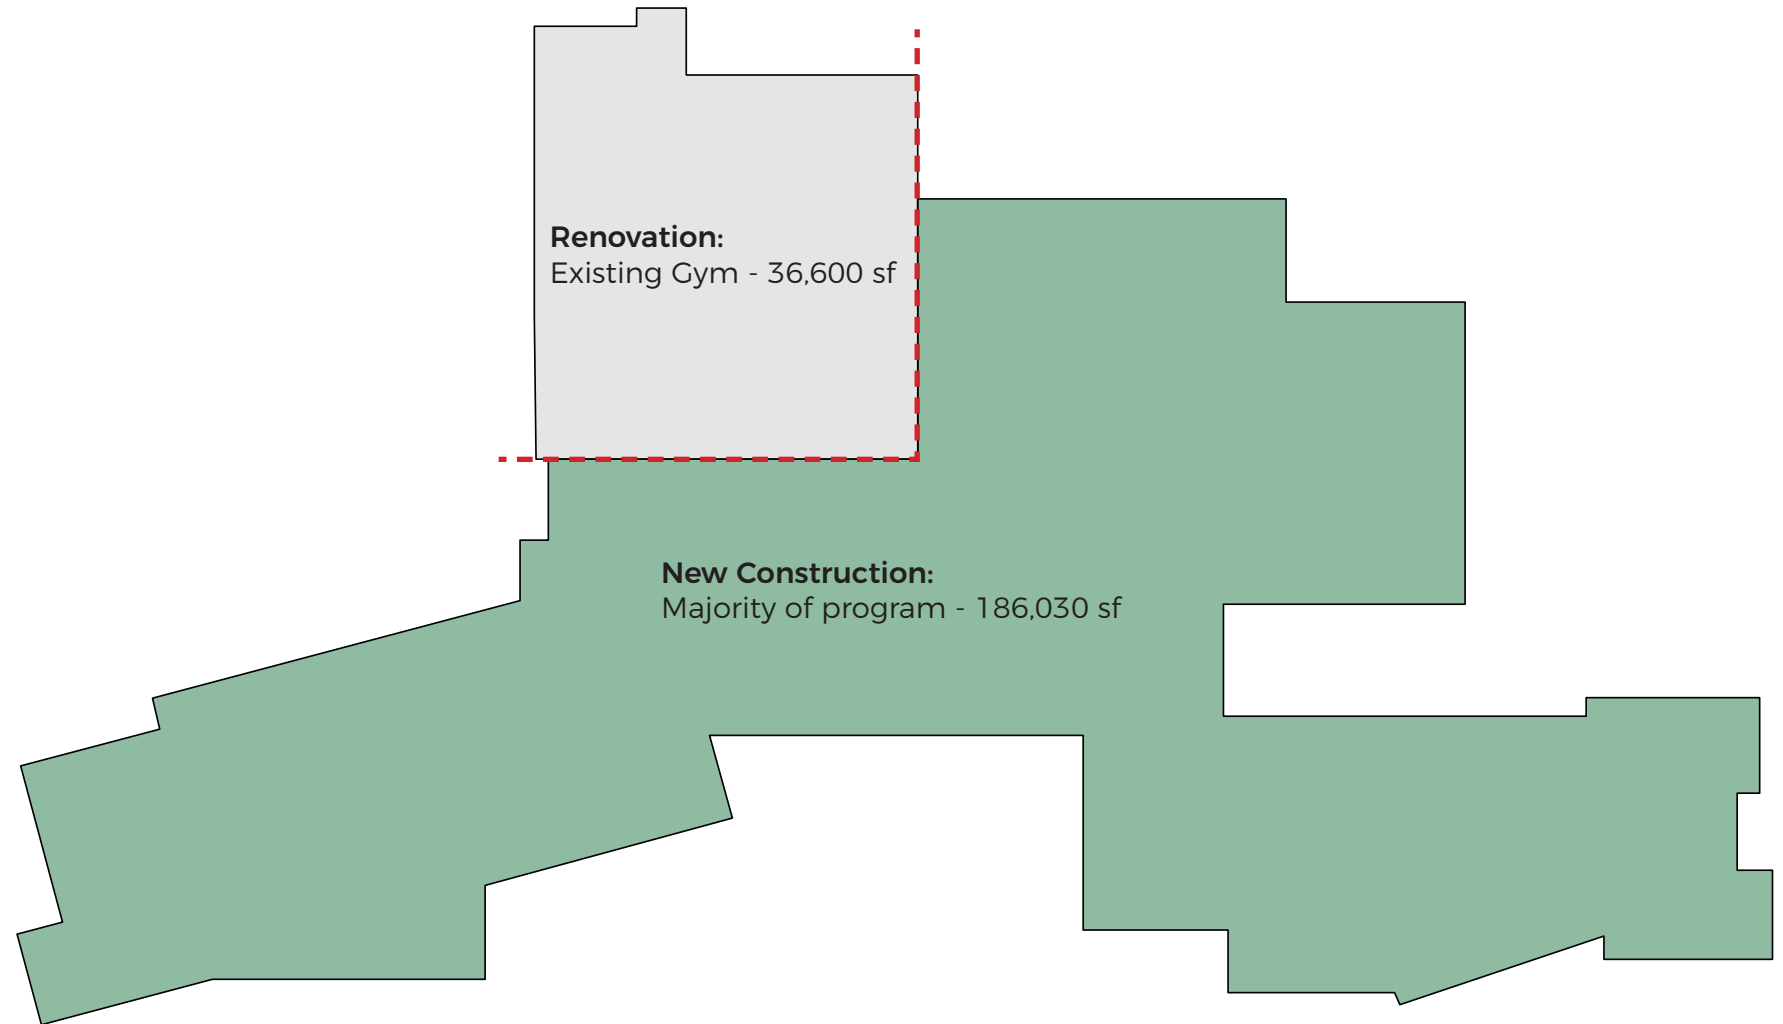 Renovation:
Existing Gym - 36,600 sf
New Construction:
Majority of program - 186,030 sf